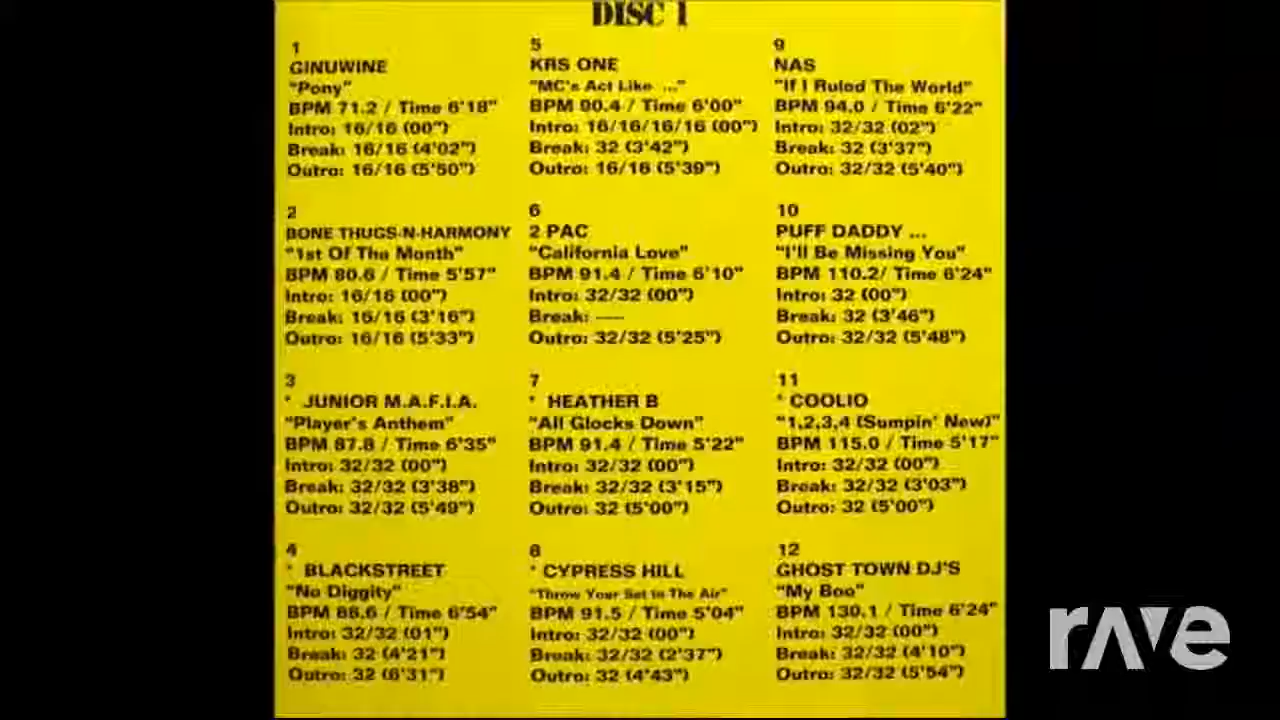 DISC 1
1
GINUWINE
"Pony"
BPM 71.2 / Time 6'18"
Intro: 16/16 (00")
Break: 16/16 (4'02")
Outro: 16/16 (5'50")
2
BONE THUGS-N-HARMONY
"1st Of Tha Month"
BPM 80.6 / Time 5'57"
Intro: 16/16 (00")
Break: 16/16 (3'16")
Outro: 16/16 (5'33")
3
* JUNIOR M.A.F.I.A.
"Player's Anthem"
BPM 87.8 / Time 6'35"
Intro: 32/32 (00")
Break: 32/32 (3'38")
Outro: 32/32 (5'49")
4
* BLACKSTREET
"No Diggity"
BPM 88.6 / Time 6'54"
Intro: 32/32 (01")
Break: 32 (4'21")
Outro: 32 (6'31")
5
KRS ONE
"MC's Act Like ..."
BPM 90.4 / Time 6'00"
Intro: 16/16/16/16 (00")
Break: 32 (3'42")
Outro: 16/16 (5'39")
6
2 PAC
"California Love"
BPM 91.4 / Time 6'10"
Intro: 32/32 (00")
Break: ----
Outro: 32/32 (5'25")
7
* HEATHER B
"All Glocks Down"
BPM 91.4 / Time 5'22"
Intro: 32/32 (00")
Break: 32/32 (3'15")
Outro: 32 (5'00")
8
* CYPRESS HILL
"Throw Your Set In The Air"
BPM 91.5 / Time 5'04"
Intro: 32/32 (00")
Break: 32/32 (2'37")
Outro: 32 (4'43")
9
NAS
"If I Ruled The World"
BPM 94.0 / Time 6'22"
Intro: 32/32 (02")
Break: 32 (3'37")
Outro: 32/32 (5'40")
10
PUFF DADDY ...
"I'll Be Missing You"
BPM 110.2/ Time 6'24"
Intro: 32 (00")
Break: 32 (3'46")
Outro: 32/32 (5'48")
11
* COOLIO
"1,2,3,4 (Sumpin' New)"
BPM 115.0 / Time 5'17"
Intro: 32/32 (00")
Break: 32/32 (3'03")
Outro: 32 (5'00")
12
GHOST TOWN DJ'S
"My Boo"
BPM 130.1 / Time 6'24"
Intro: 32/32 (00")
Break: 32/32 (4'10")
Outro: 32/32 (5'54")
rave